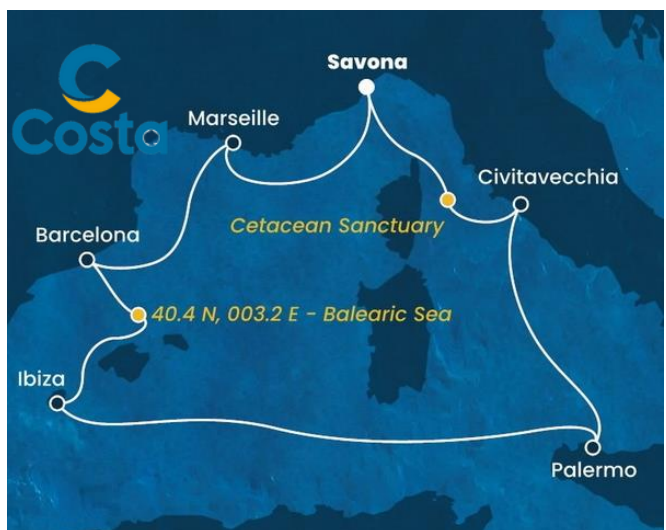 Savona
Costa
Marseille
Civitavecchia
Cetacean Sanctuary
Barcelona
40.4 N, 003.2 E - Balearic Sea
Ibiza
Palermo